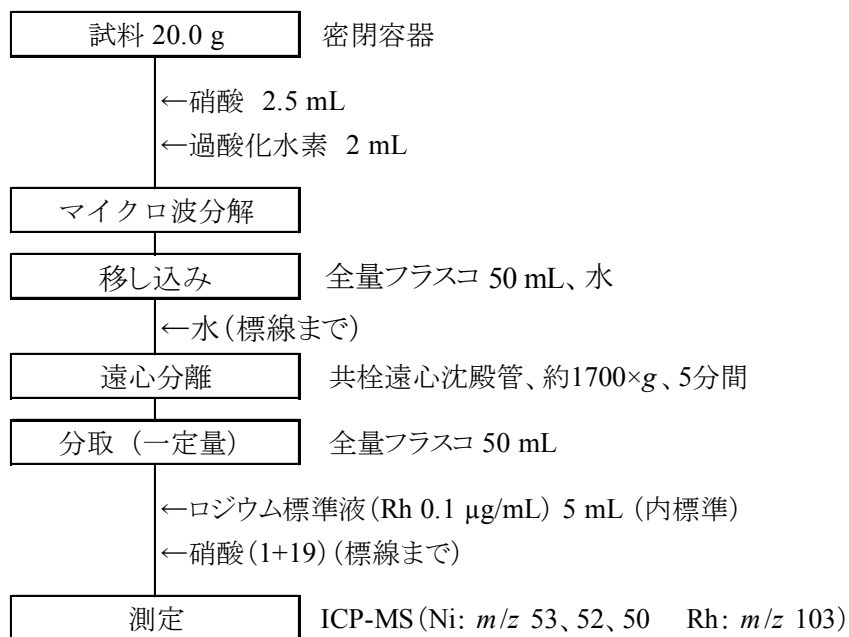 試料 20.0 g 密閉容器
←硝酸 2.5 mL
←過酸化水素 2 mL
マイクロ波分解
移し込み 全量フラスコ 50 mL、水
←水(標線まで)
遠心分離 共栓遠心沈殿管、約1700×g、5分間
分取 (一定量) 全量フラスコ 50 mL
←ロジウム標準液(Rh 0.1 µg/mL) 5 mL (内標準)
←硝酸(1+19)(標線まで)
測定 ICP-MS(Ni: m/z 53、52、50 Rh: m/z 103)